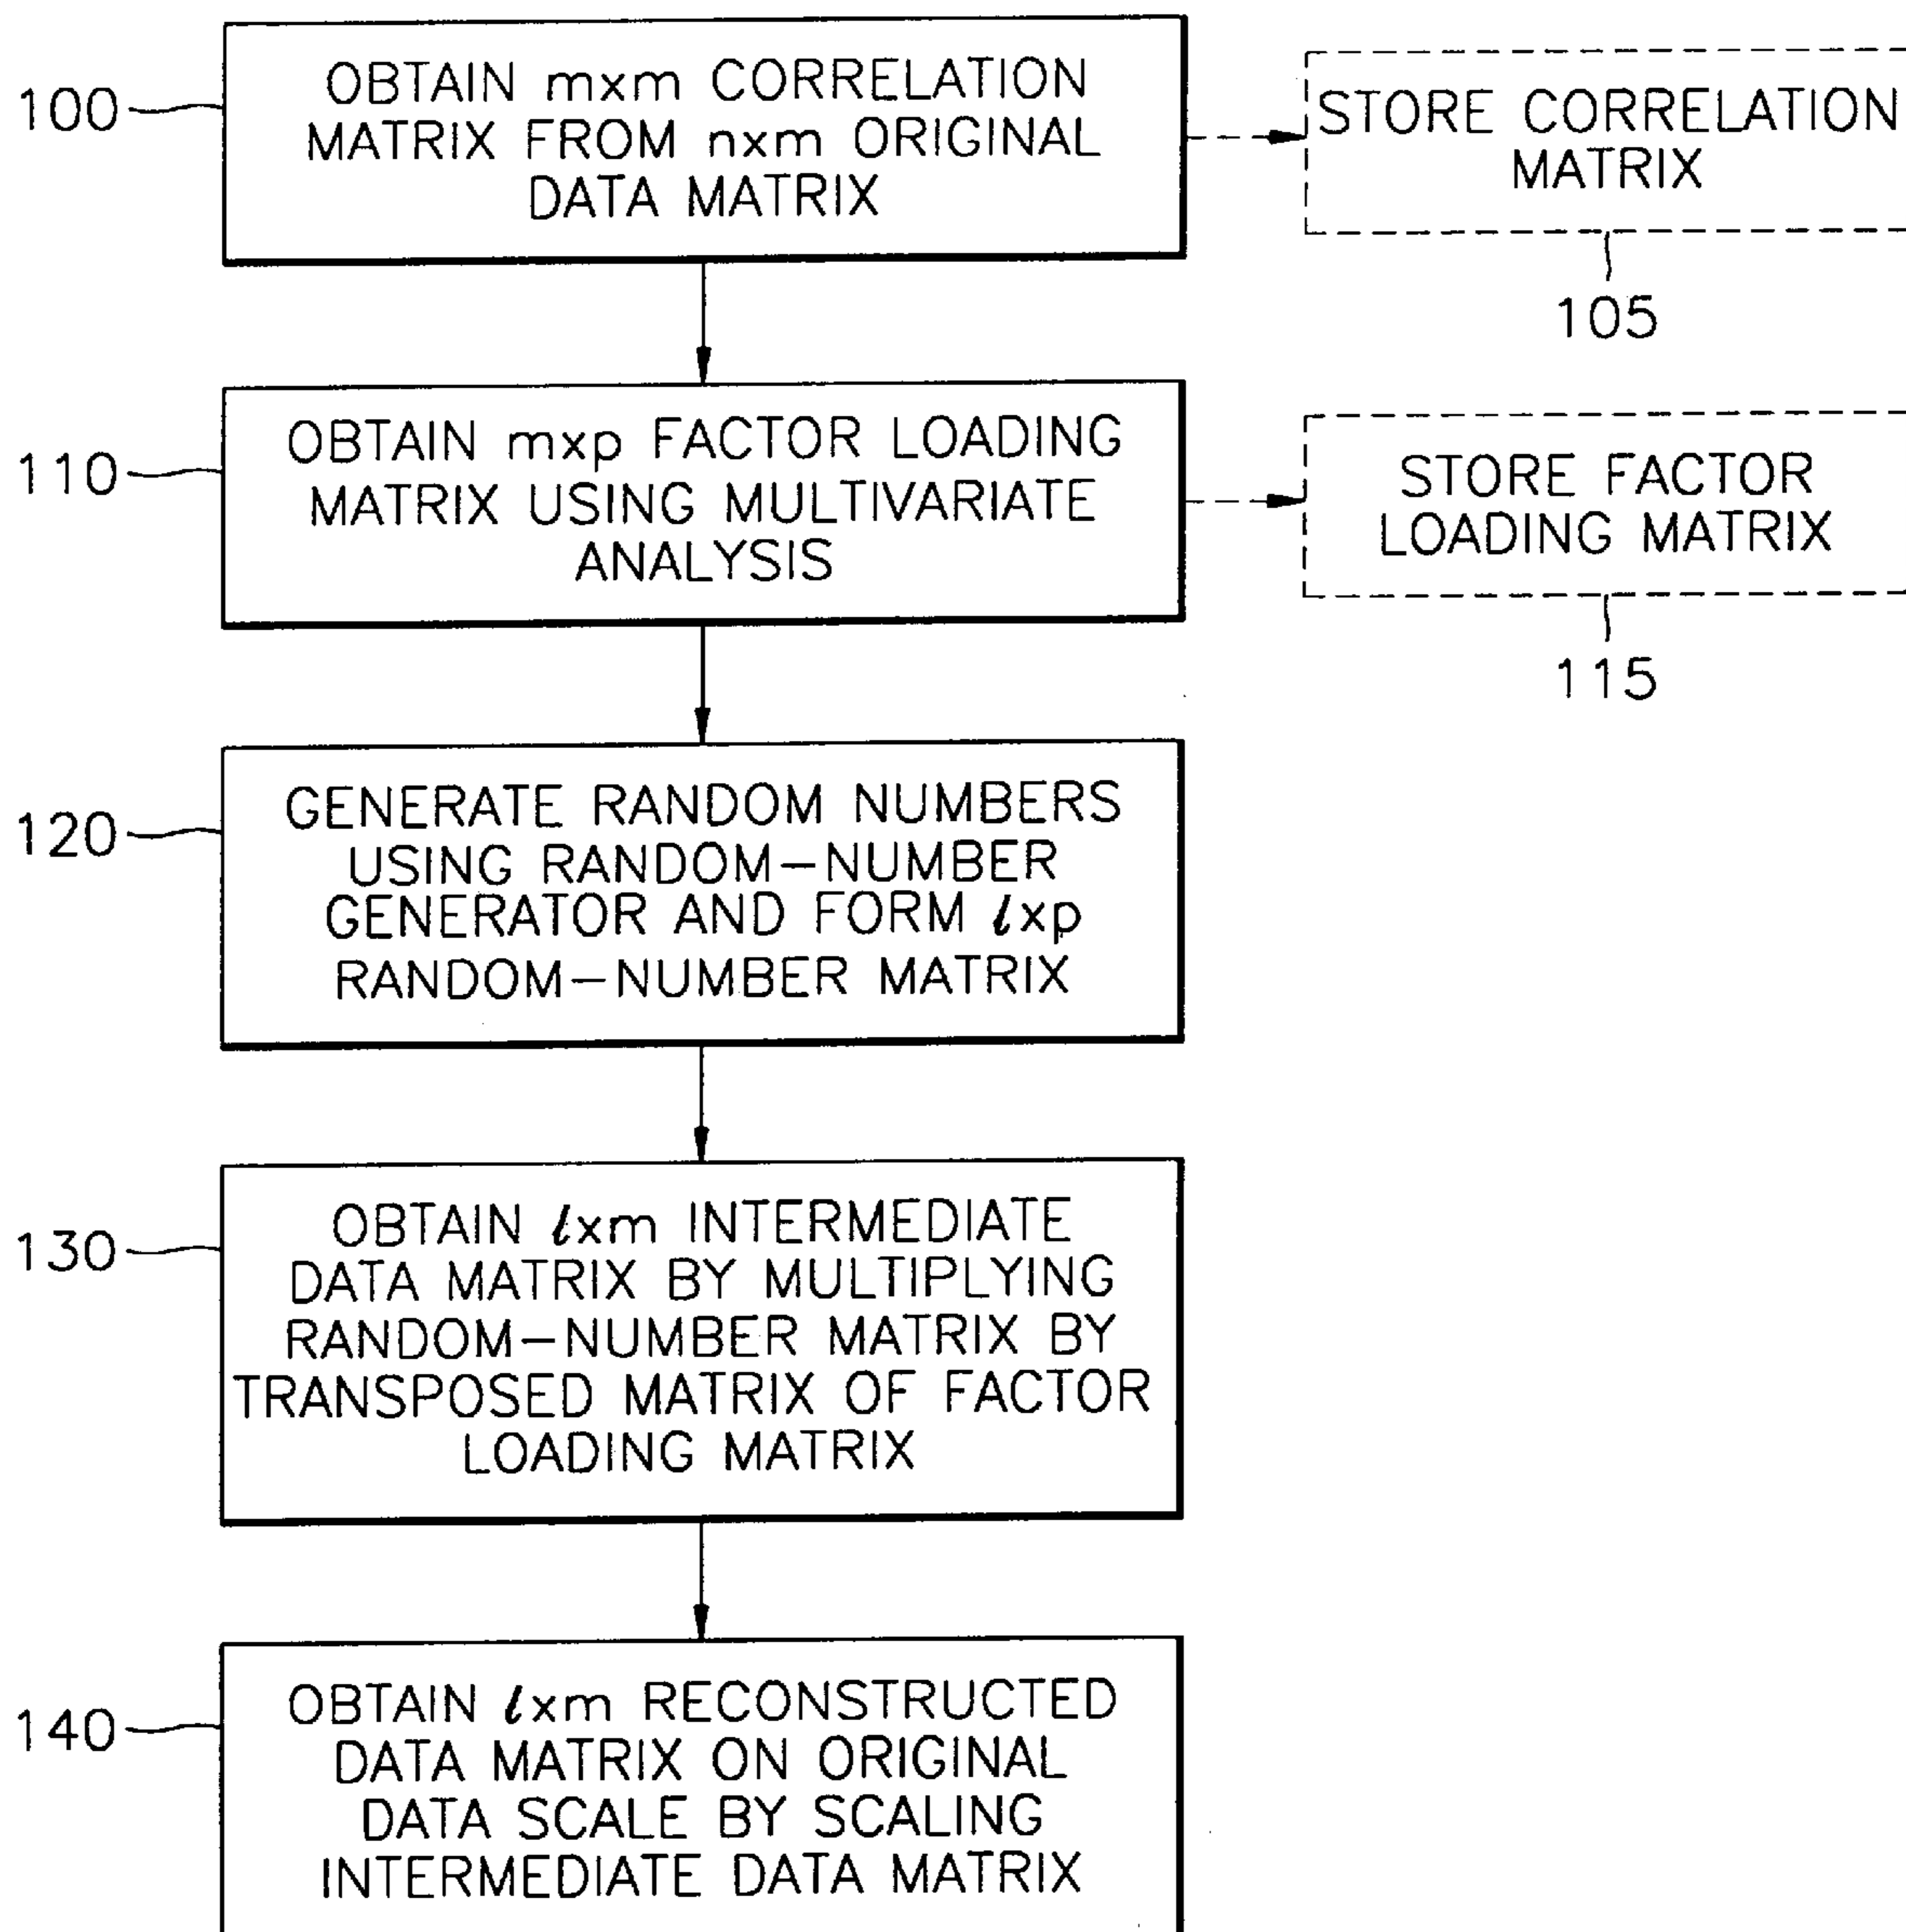 100
OBTAIN mxm CORRELATION
MATRIX FROM nxm ORIGINAL
DATA MATRIX
STORE CORRELATION
MATRIX
105
110
OBTAIN mxp FACTOR LOADING
MATRIX USING MULTIVARIATE
ANALYSIS
STORE FACTOR
LOADING MATRIX
115
120
GENERATE RANDOM NUMBERS
USING RANDOM–NUMBER
GENERATOR AND FORM ℓxp
RANDOM–NUMBER MATRIX
130
OBTAIN ℓxm INTERMEDIATE
DATA MATRIX BY MULTIPLYING
RANDOM–NUMBER MATRIX BY
TRANSPOSED MATRIX OF FACTOR
LOADING MATRIX
140
OBTAIN ℓxm RECONSTRUCTED
DATA MATRIX ON ORIGINAL
DATA SCALE BY SCALING
INTERMEDIATE DATA MATRIX